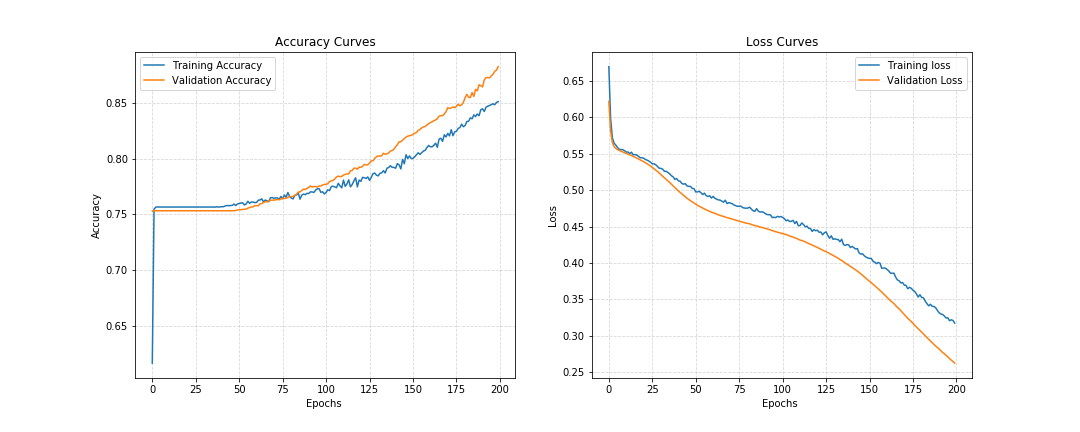 Accuracy Curves
Training Accuracy
Validation Accuracy
0.85
0.80
0.75
0.70
0.65
Accuracy
0 25 50 75 100 125 150 175 200
Epochs
Loss Curves
Training loss
Validation Loss
0.65
0.60
0.55
0.50
0.45
0.40
0.35
0.30
0.25
Loss
0 25 50 75 100 125 150 175 200
Epochs